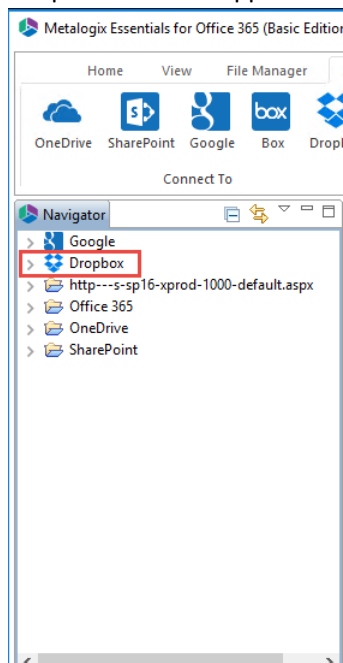 Metalogix Essentials for Office 365 (Basic Edition
Home View File Manager
OneDrive SharePoint Google Box Drop
Connect To
Navigator
Google
Dropbox
http---s-sp16-xprod-1000-default.aspx
Office 365
OneDrive
SharePoint